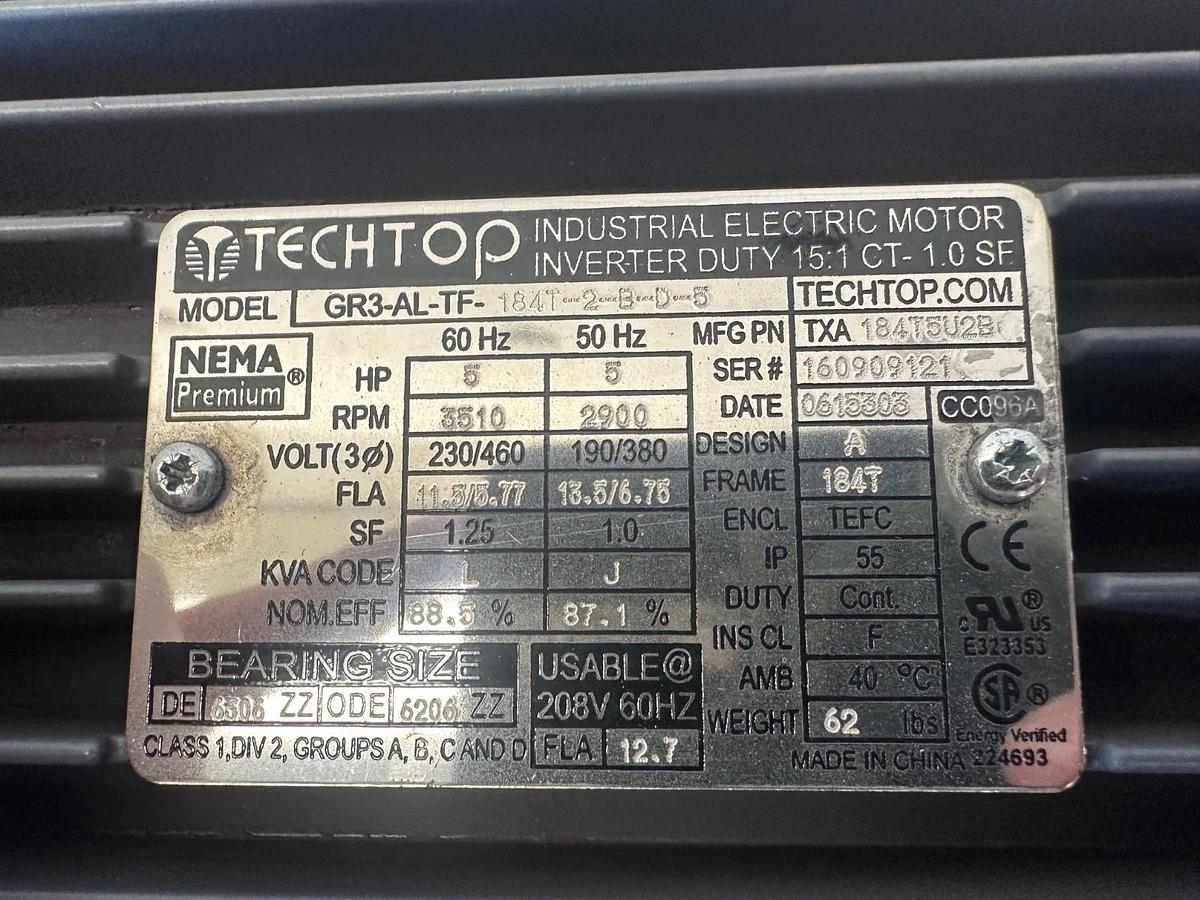 TECHTOP INDUSTRIAL ELECTRIC MOTOR
INVERTER DUTY 15:1 CT- 1.0 SF
MODEL GR3-AL-TF-184T-2-B-D-5 TECHTOP.COM
60 Hz 50 Hz MFG PN TXA 184T5U2B
NEMA Premium®
HP 5 5 SER # 160909121
RPM 3510 2900 DATE 0615303 CC096A
VOLT(3Ø) 230/460 190/380 DESIGN A
FLA 11.5/5.77 13.5/6.75 FRAME 184T
SF 1.25 1.0 ENCL TEFC
IP 55
KVA CODE L J
NOM.EFF 88.5 % 87.1 % DUTY Cont.
INS CL F
BEARING SIZE USABLE@
208V 60HZ
AMB 40 °C
DE 6306 ZZ ODE 6206 ZZ
WEIGHT 62 lbs
CLASS 1,DIV 2, GROUPS A, B, C AND D FLA 12.7
MADE IN CHINA
CE
c RU ® US
E323353
SA ®
Energy Verified
224693